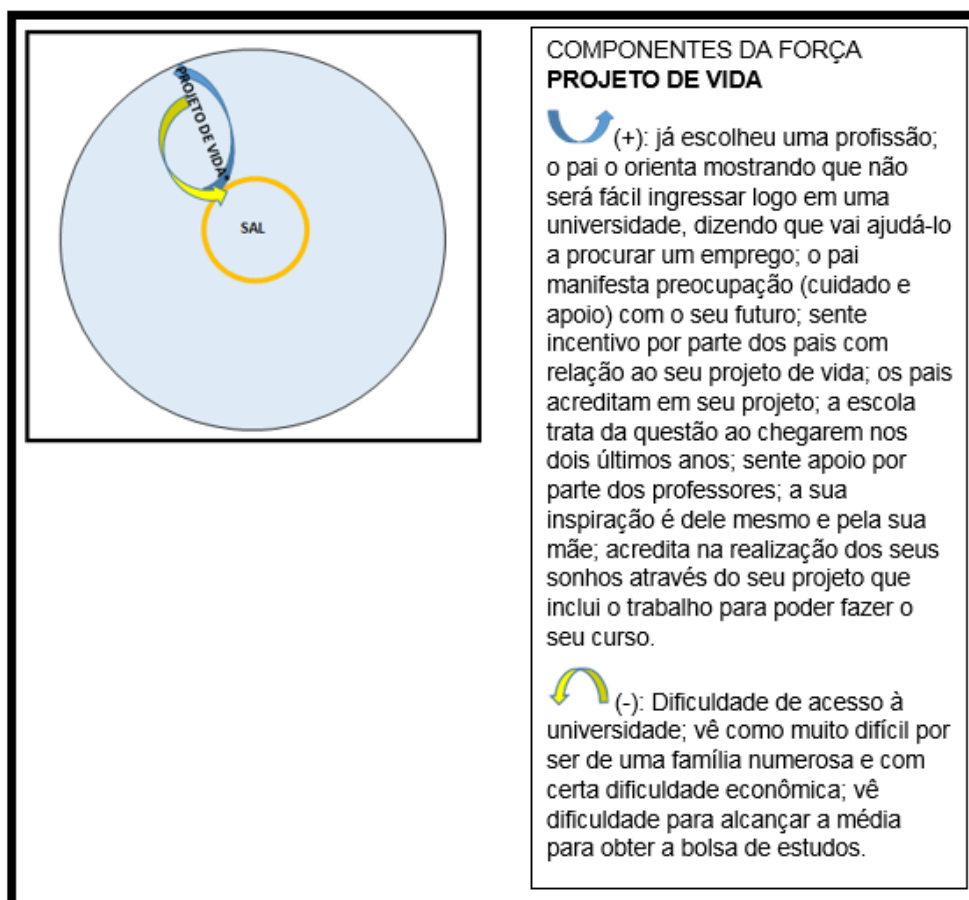 PROJETO DE VIDA*
SAL
COMPONENTES DA FORÇA
PROJETO DE VIDA
(+): já escolheu uma profissão;
o pai o orienta mostrando que não
será fácil ingressar logo em uma
universidade, dizendo que vai ajudá-lo
a procurar um emprego; o pai
manifesta preocupação (cuidado e
apoio) com o seu futuro; sente
incentivo por parte dos pais com
relação ao seu projeto de vida; os pais
acreditam em seu projeto; a escola
trata da questão ao chegarem nos
dois últimos anos; sente apoio por
parte dos professores; a sua
inspiração é dele mesmo e pela sua
mãe; acredita na realização dos seus
sonhos através do seu projeto que
inclui o trabalho para poder fazer o
seu curso.
(-): Dificuldade de acesso à
universidade; vê como muito difícil por
ser de uma família numerosa e com
certa dificuldade econômica; vê
dificuldade para alcançar a média
para obter a bolsa de estudos.